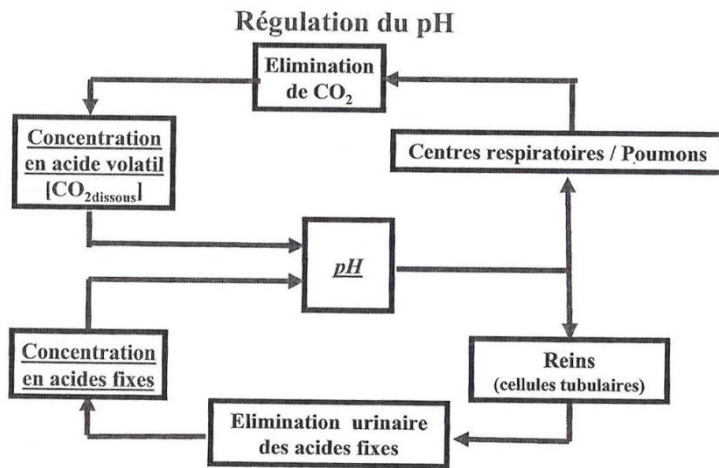 Régulation du pH
Elimination
de CO₂
Concentration
en acide volatil
[CO₂dissous]
Centres respiratoires / Poumons
pH
Concentration
en acides fixes
Reins
(cellules tubulaires)
Elimination urinaire
des acides fixes